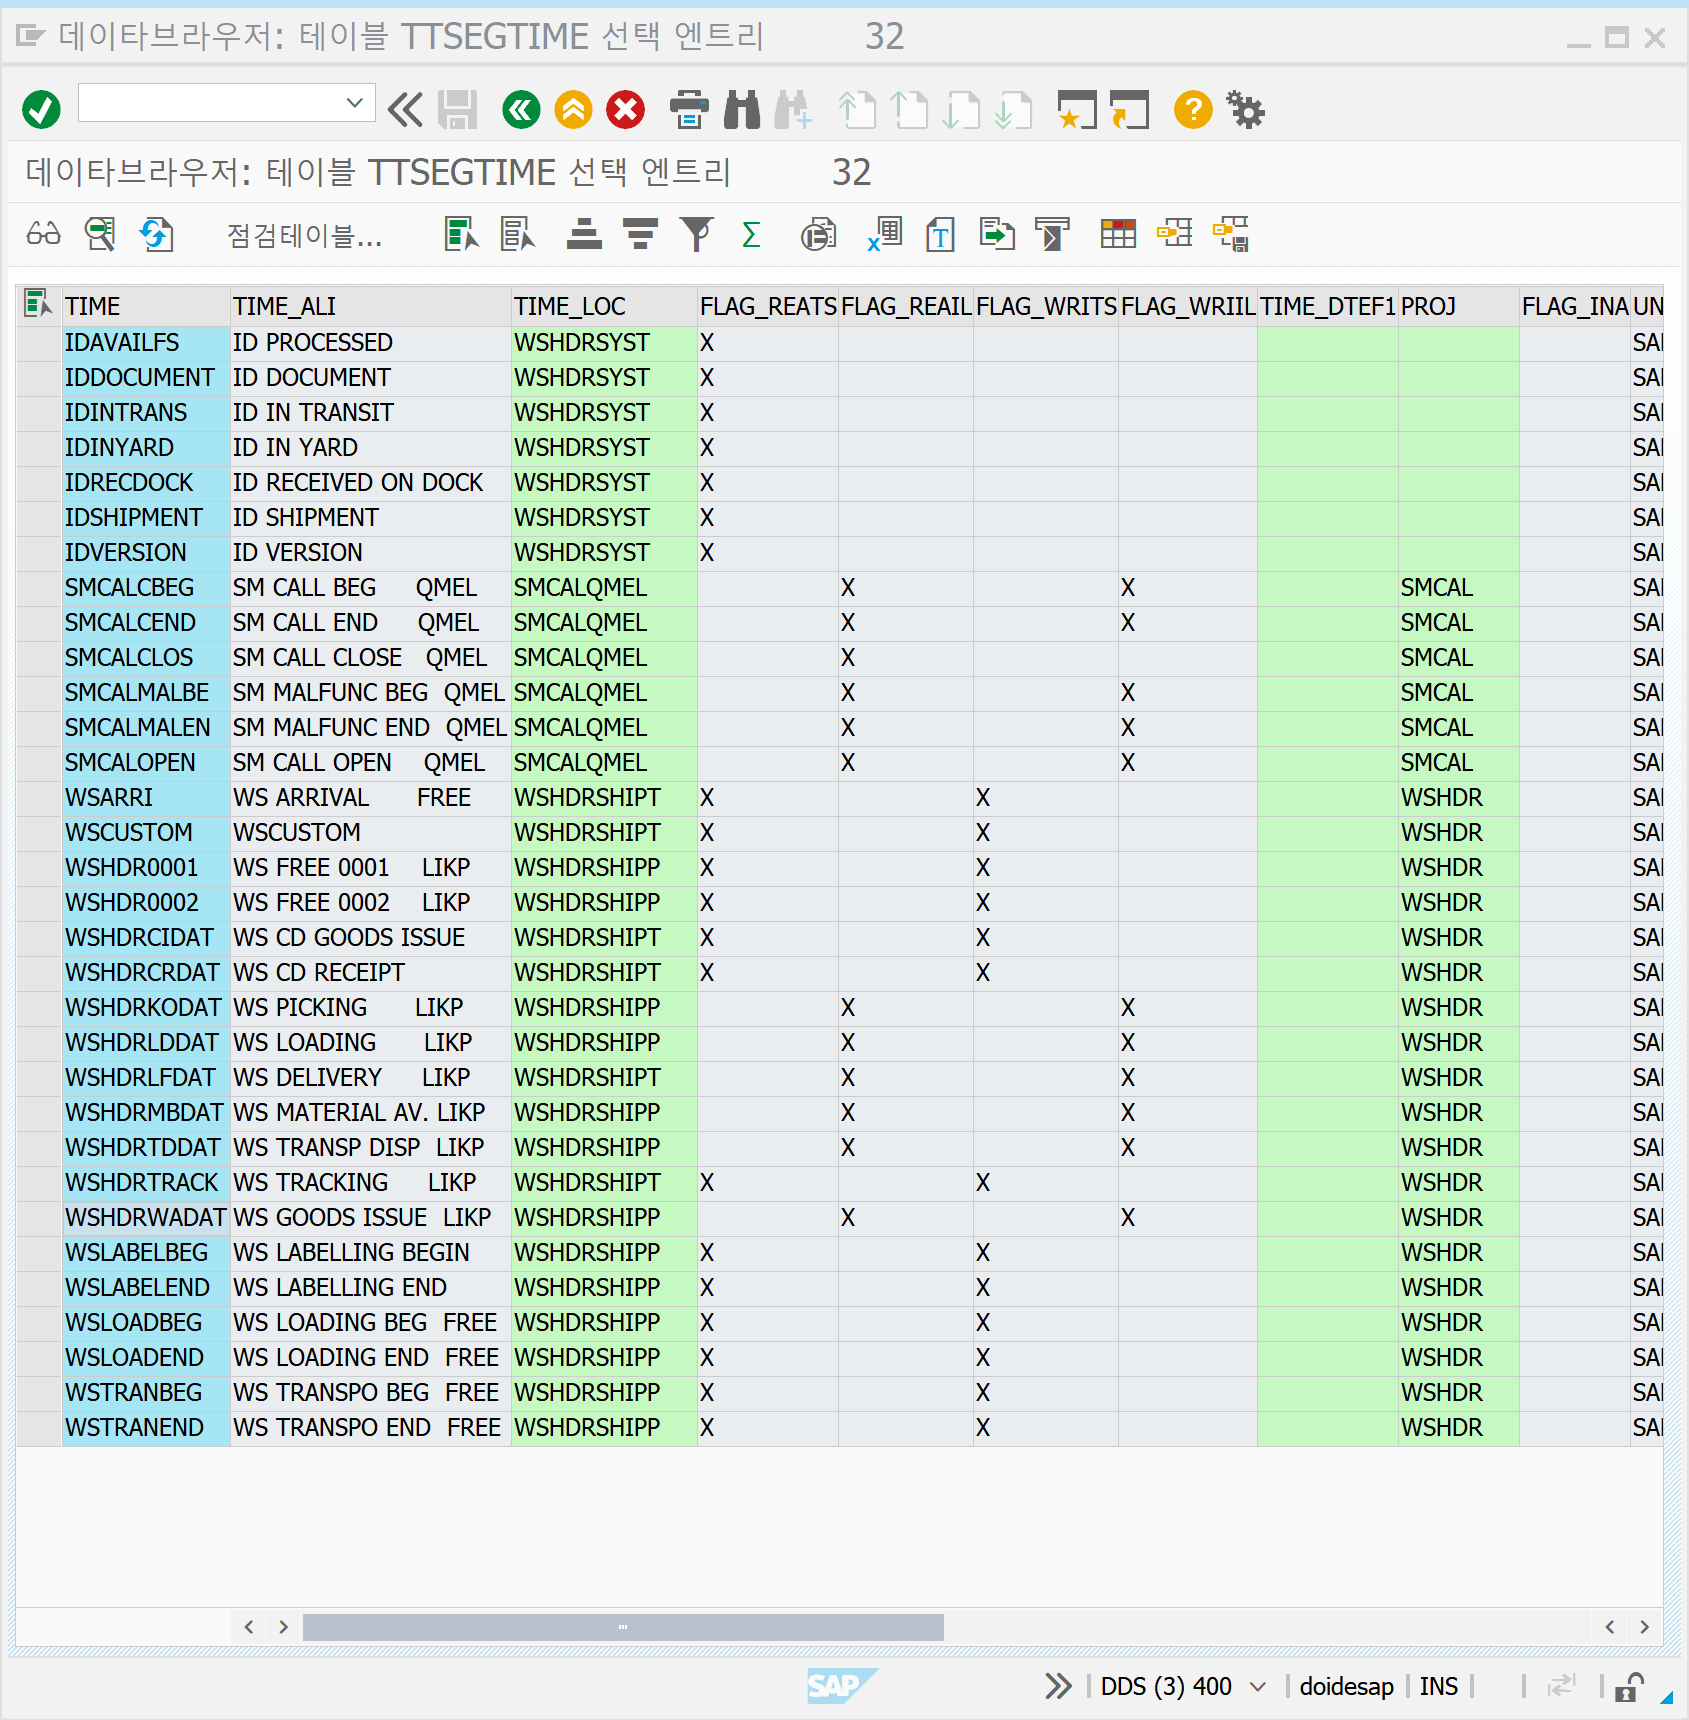 데이타브라우저: 테이블 TTSEGTIME 선택 엔트리 32
데이타브라우저: 테이블 TTSEGTIME 선택 엔트리 32
점검테이블...
TIME TIME_ALI TIME_LOC FLAG_REATS FLAG_REAIL FLAG_WRITS FLAG_WRIIL TIME_DTEF1 PROJ FLAG_INA UN
IDAVAILFS ID PROCESSED WSHDRSYST X SAI
IDDOCUMENT ID DOCUMENT WSHDRSYST X SAI
IDINTRANS ID IN TRANSIT WSHDRSYST X SAI
IDINYARD ID IN YARD WSHDRSYST X SAI
IDRECDOCK ID RECEIVED ON DOCK WSHDRSYST X SAI
IDSHIPMENT ID SHIPMENT WSHDRSYST X SAI
IDVERSION ID VERSION WSHDRSYST X SAI
SMCALCBEG SM CALL BEG QMEL SMCALQMEL X X SMCAL SAI
SMCALCEND SM CALL END QMEL SMCALQMEL X X SMCAL SAI
SMCALCLOS SM CALL CLOSE QMEL SMCALQMEL X SMCAL SAI
SMCALMALBE SM MALFUNC BEG QMEL SMCALQMEL X X SMCAL SAI
SMCALMALEN SM MALFUNC END QMEL SMCALQMEL X X SMCAL SAI
SMCALOPEN SM CALL OPEN QMEL SMCALQMEL X X SMCAL SAI
WSARRI WS ARRIVAL FREE WSHDRSHIPT X X WSHDR SAI
WSCUSTOM WSCUSTOM WSHDRSHIPT X X WSHDR SAI
WSHDR0001 WS FREE 0001 LIKP WSHDRSHIPP X X WSHDR SAI
WSHDR0002 WS FREE 0002 LIKP WSHDRSHIPP X X WSHDR SAI
WSHDRCIDAT WS CD GOODS ISSUE WSHDRSHIPT X X WSHDR SAI
WSHDRCRDAT WS CD RECEIPT WSHDRSHIPT X X WSHDR SAI
WSHDRKODAT WS PICKING LIKP WSHDRSHIPP X X WSHDR SAI
WSHDRLDDAT WS LOADING LIKP WSHDRSHIPP X X WSHDR SAI
WSHDRLFDAT WS DELIVERY LIKP WSHDRSHIPT X X WSHDR SAI
WSHDRMBDAT WS MATERIAL AV. LIKP WSHDRSHIPP X X WSHDR SAI
WSHDRTDDAT WS TRANSP DISP LIKP WSHDRSHIPP X X WSHDR SAI
WSHDRTRACK WS TRACKING LIKP WSHDRSHIPT X X WSHDR SAI
WSHDRWADAT WS GOODS ISSUE LIKP WSHDRSHIPP X X WSHDR SAI
WSLABELBEG WS LABELLING BEGIN WSHDRSHIPP X X WSHDR SAI
WSLABELEND WS LABELLING END WSHDRSHIPP X X WSHDR SAI
WSLOADBEG WS LOADING BEG FREE WSHDRSHIPP X X WSHDR SAI
WSLOADEND WS LOADING END FREE WSHDRSHIPP X X WSHDR SAI
WSTRANBEG WS TRANSPO BEG FREE WSHDRSHIPP X X WSHDR SAI
WSTRANEND WS TRANSPO END FREE WSHDRSHIPP X X WSHDR SAI
SAP DDS (3) 400 doidesap INS